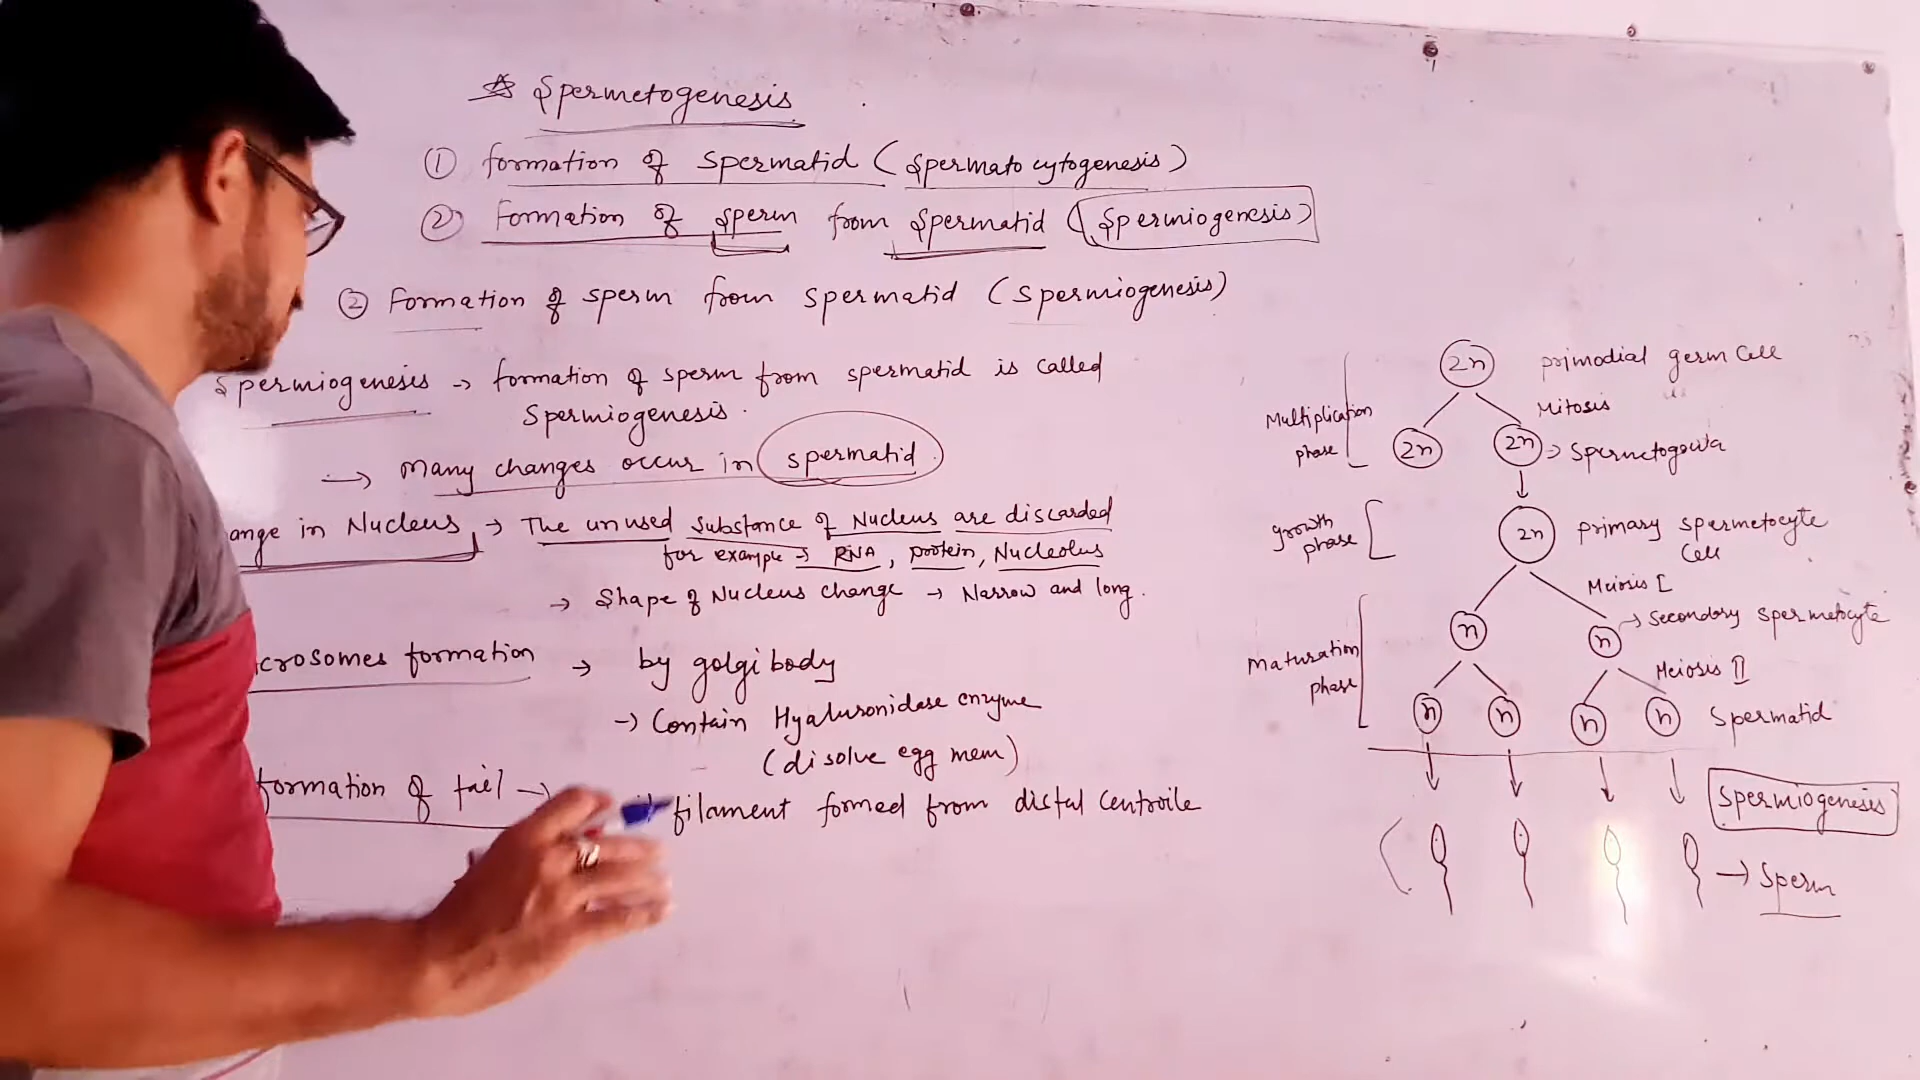 Spermetogenesis
① formation of spermatid (Spermato cytogenesis)
② Formation of sperm from Spermatid (Spermiogenesis)
② Formation of sperm from spermatid (Spermiogenesis)
Spermiogenesis → formation of sperm from spermatid is called
Spermiogenesis.
→ Many changes occur in spermatid
ange in Nucleus → The unused substance of Nucleus are discarded
for example → RNA, protein, Nucleolus
→ Shape of Nucleus change → Narrow and long.
crosomes formation → by golgi body
→ Contain Hyaluronidase enzyme
(disolve egg mem)
formation of tail → filament formed from distal Centroile
2n primodial germ Cell
Multiplication phase
Mitosis
2n 2n → Spermetogonia
growth phase
2n primary spermetocyte Cell
Meiosis I
Maturation phase
n n → Secondary spermetocyte
Meiosis II
n n n n Spermatid
Spermiogenesis
→ Sperm